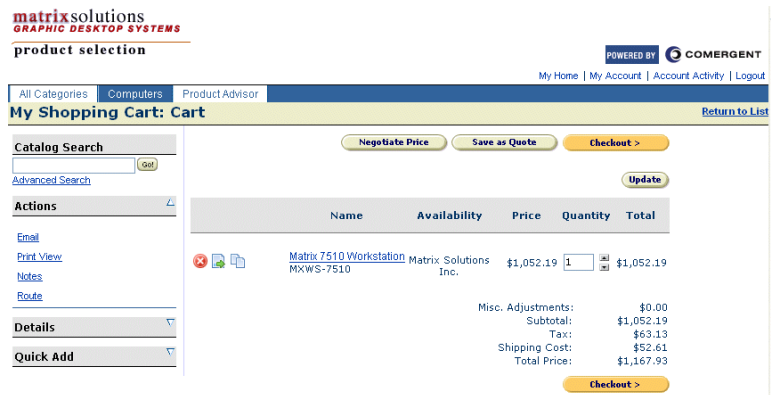 matrixsolutions
GRAPHIC DESKTOP SYSTEMS
product selection
POWERED BY COMERGENT
My Home | My Account | Account Activity | Logout
All Categories Computers Product Advisor
My Shopping Cart: Cart Return to List
Catalog Search
Go!
Advanced Search
Actions
Email
Print View
Notes
Route
Details
Quick Add
Negotiate Price Save as Quote Checkout >
Update
Name Availability Price Quantity Total
Matrix 7510 Workstation Matrix Solutions $1,052.19 1 $1,052.19
MXWS-7510 Inc.
Misc. Adjustments: $0.00
Subtotal: $1,052.19
Tax: $63.13
Shipping Cost: $52.61
Total Price: $1,167.93
Checkout >